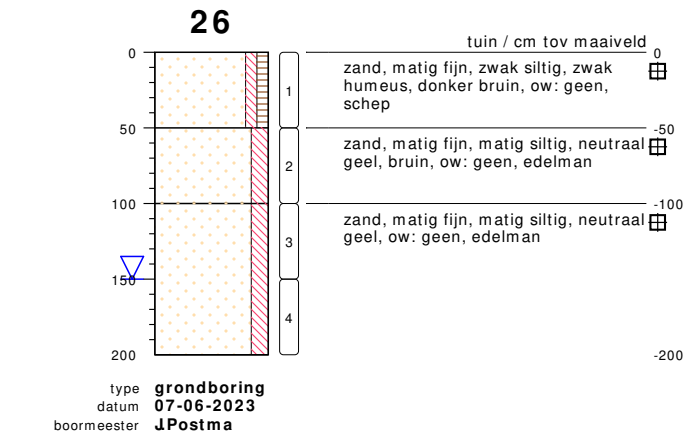 26
tuin / cm tov maaiveld
0
0
zand, matig fijn, zwak siltig, zwak
humeus, donker bruin, ow: geen,
schep
1
50
-50
zand, matig fijn, matig siltig, neutraal
geel, bruin, ow: geen, edelman
2
100
-100
zand, matig fijn, matig siltig, neutraal
geel, ow: geen, edelman
3
150
4
200
-200
type grondboring
datum 07-06-2023
boormeester JPostma